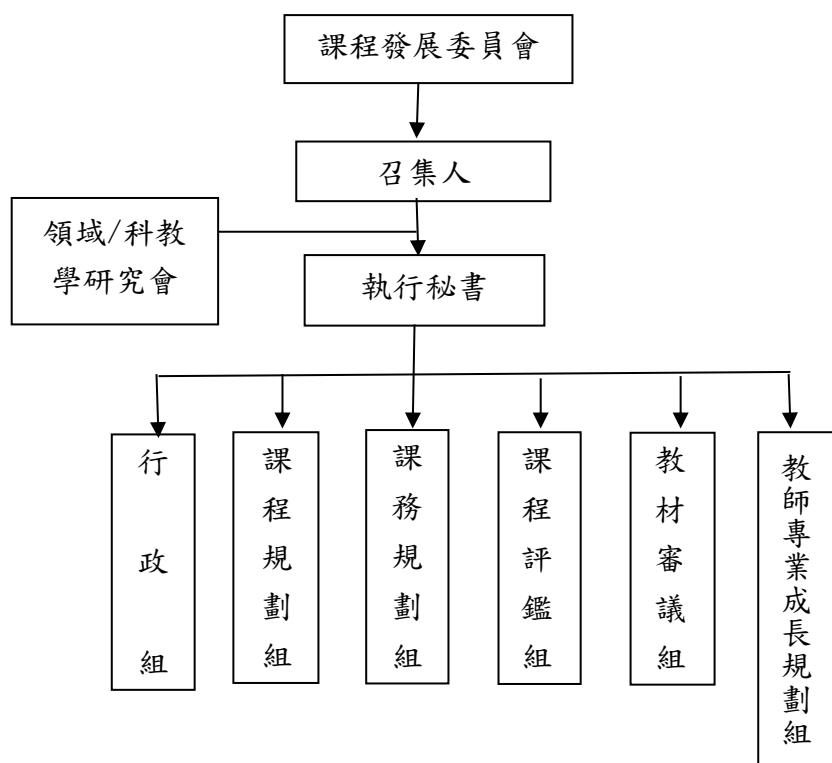 課程發展委員會
召集人
領域/科教
學研究會
執行秘書
行政組
課程規劃組
課務規劃組
課程評鑑組
教材審議組
教師專業成長規劃組